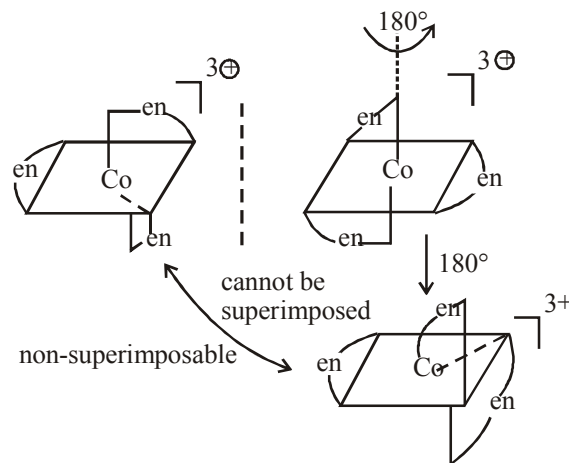 180°
3⊕
3⊕
en
en
en
Co
Co
en
en
en
180°
cannot be
superimposed
en
3+
non-superimposable
en
Co
en